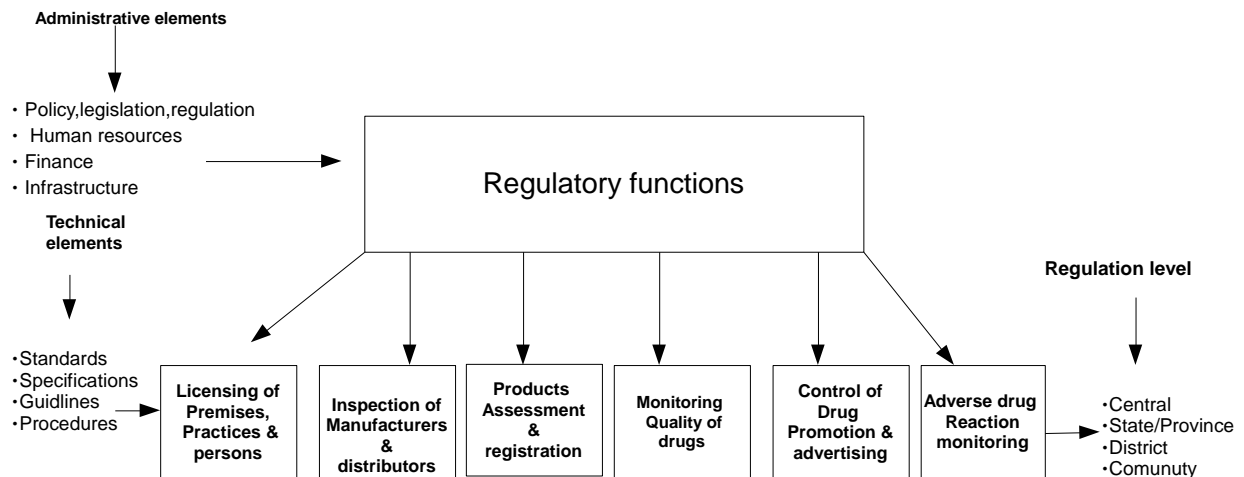 Administrative elements
· Policy,legislation,regulation
· Human resources
· Finance
· Infrastructure
Regulatory functions
Technical
elements
Regulation level
·Standards
·Specifications
·Guidlines
·Procedures
Licensing of
Premises,
Practices &
persons
Inspection of
Manufacturers
&
distributors
Products
Assessment
&
registration
Monitoring
Quality of
drugs
Control of
Drug
Promotion &
advertising
Adverse drug
Reaction
monitoring
·Central
·State/Province
·District
·Comunuty